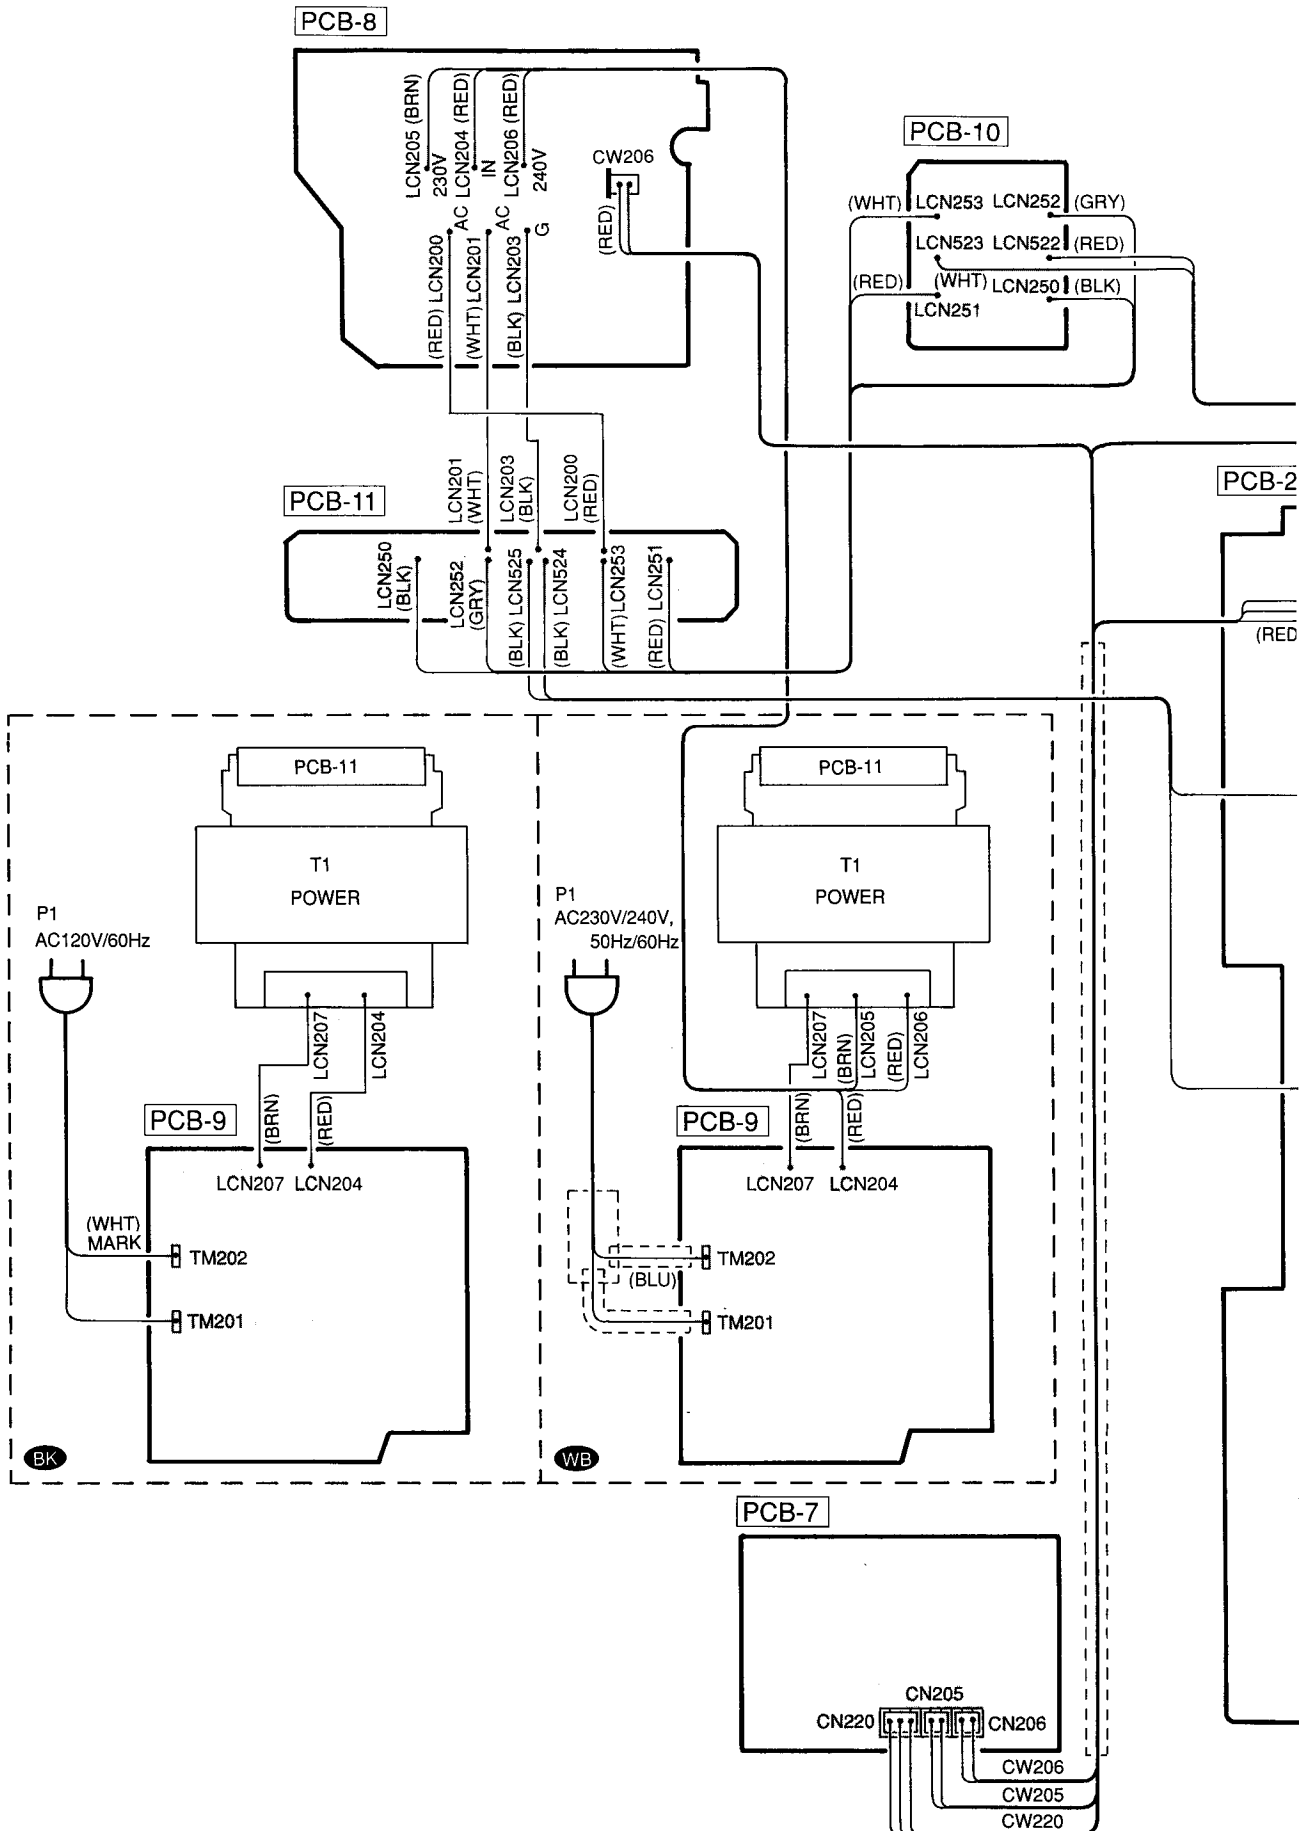 PCB-8
LCN205 (BRN)
230V
LCN204 (RED)
IN
LCN206 (RED)
240V
CW206
(RED)
AC
AC
G
(RED) LCN200
(WHT) LCN201
(BLK) LCN203
PCB-10
(WHT) LCN253 LCN252 (GRY)
LCN523 LCN522 (RED)
(RED) (WHT) LCN250 (BLK)
LCN251
PCB-11
LCN201
(WHT)
LCN203
(BLK)
LCN200
(RED)
LCN250
(BLK)
LCN252
(GRY)
(BLK) LCN525
(BLK) LCN524
(WHT) LCN253
(RED) LCN251
PCB-2
(RED
PCB-11
T1
POWER
P1
AC120V/60Hz
LCN207
LCN204
(BRN)
(RED)
PCB-9
LCN207 LCN204
(WHT)
MARK
TM202
TM201
BK
PCB-11
T1
POWER
P1
AC230V/240V,
50Hz/60Hz
LCN207
(BRN)
LCN205
(RED)
LCN206
(BRN)
(RED)
PCB-9
LCN207 LCN204
TM202
(BLU)
TM201
WB
PCB-7
CN205
CN220
CN206
CW206
CW205
CW220